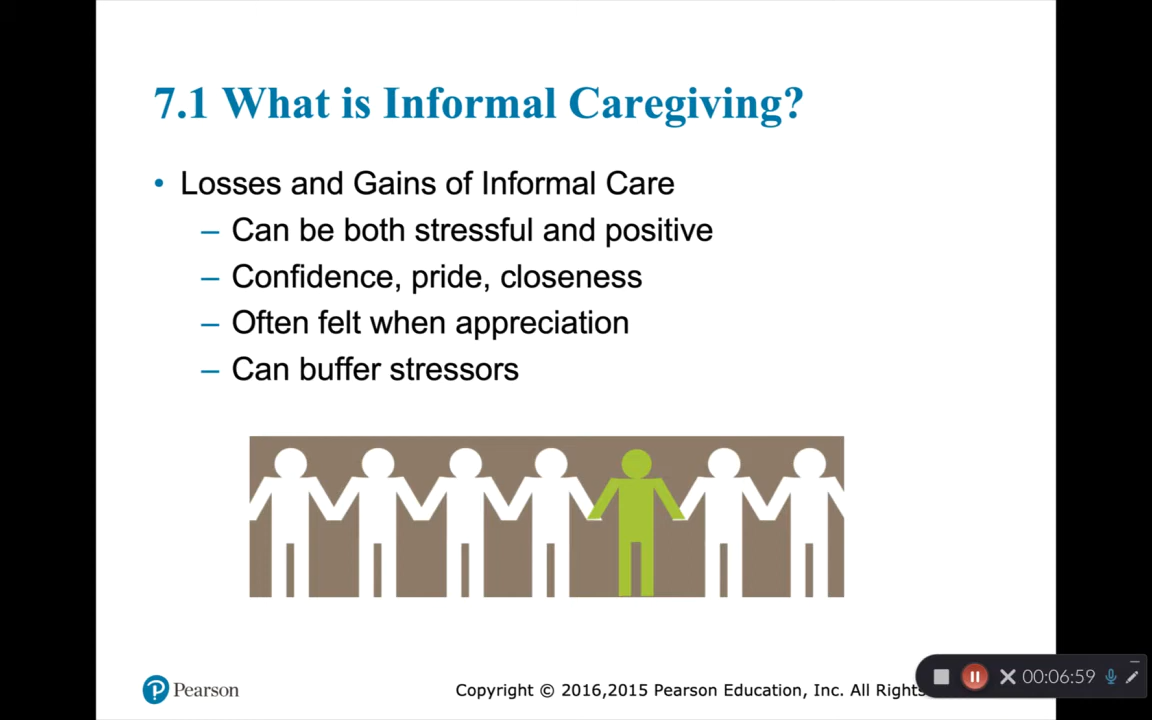 7.1 What is Informal Caregiving?
• Losses and Gains of Informal Care
– Can be both stressful and positive
– Confidence, pride, closeness
– Often felt when appreciation
– Can buffer stressors
P Pearson
Copyright © 2016,2015 Pearson Education, Inc. All Rights
00:06:59